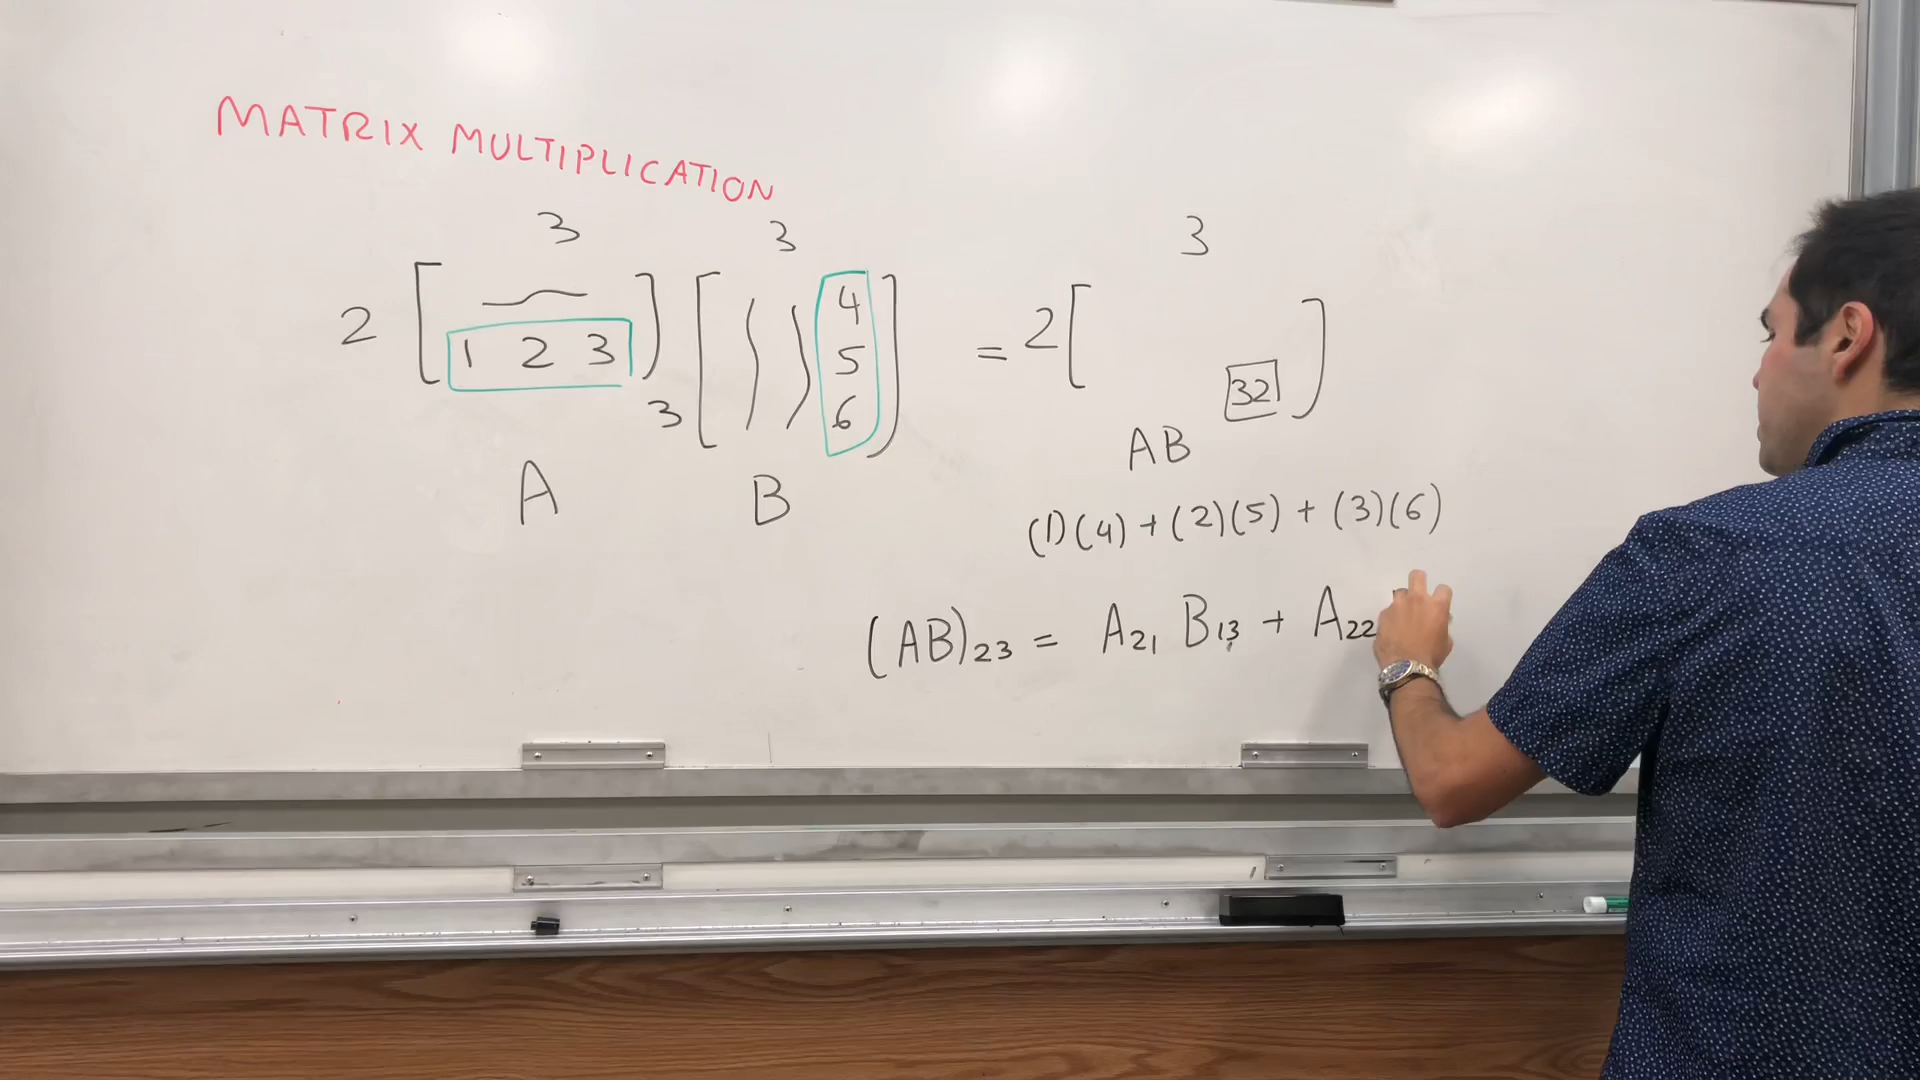 MATRIX MULTIPLICATION
3 3 3
2 [ 1 2 3 ] 3 [ 4 5 6 ] = 2 [ 32 ]
A B AB
(1)(4) + (2)(5) + (3)(6)
(AB)₂₃ = A₂₁ B₁₃ + A₂₂